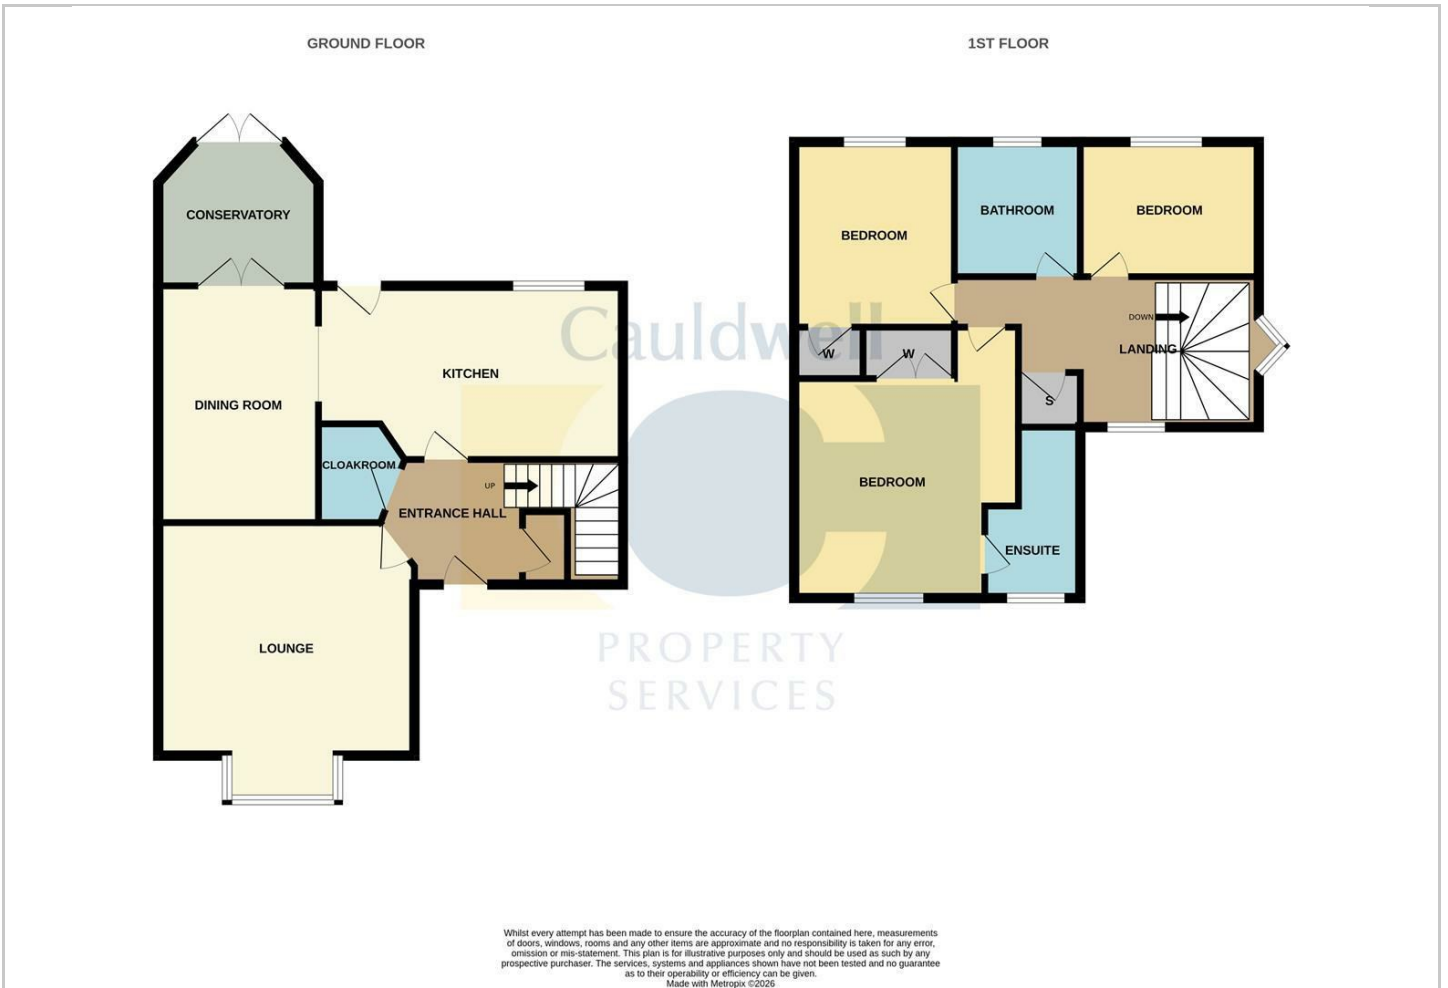 GROUND FLOOR
1ST FLOOR
CONSERVATORY
DINING ROOM
KITCHEN
CLOAKROOM
ENTRANCE HALL
UP
LOUNGE
BEDROOM
BATHROOM
BEDROOM
DOWN
LANDING
W
W
S
BEDROOM
ENSUITE
Cauldwell
PROPERTY
SERVICES
Whilst every attempt has been made to ensure the accuracy of the floorplan contained here, measurements
of doors, windows, rooms and any other items are approximate and no responsibility is taken for any error,
omission or mis-statement. This plan is for illustrative purposes only and should be used as such by any
prospective purchaser. The services, systems and appliances shown have not been tested and no guarantee
as to their operability or efficiency can be given.
Made with Metropix ©2026